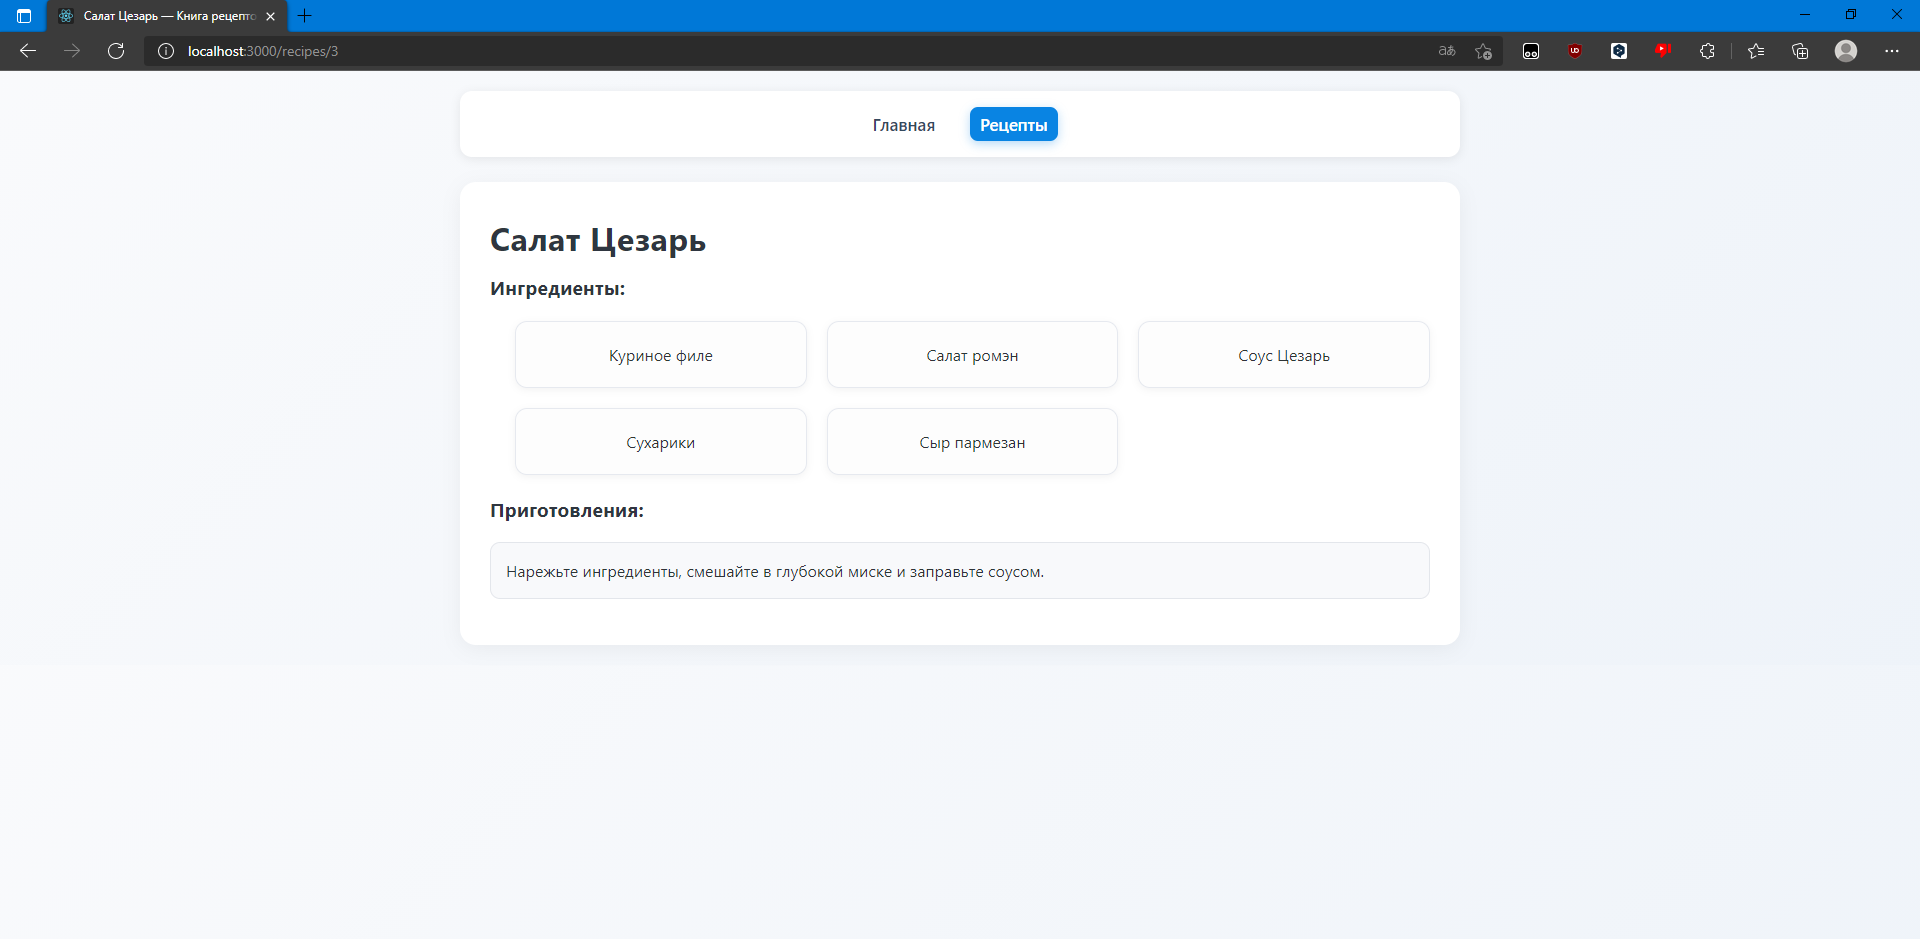 Салат Цезарь — Книга рецепто
localhost:3000/recipes/3
Главная
Рецепты
Салат Цезарь
Ингредиенты:
Куриное филе
Салат ромэн
Соус Цезарь
Сухарики
Сыр пармезан
Приготовления:
Нарежьте ингредиенты, смешайте в глубокой миске и заправьте соусом.